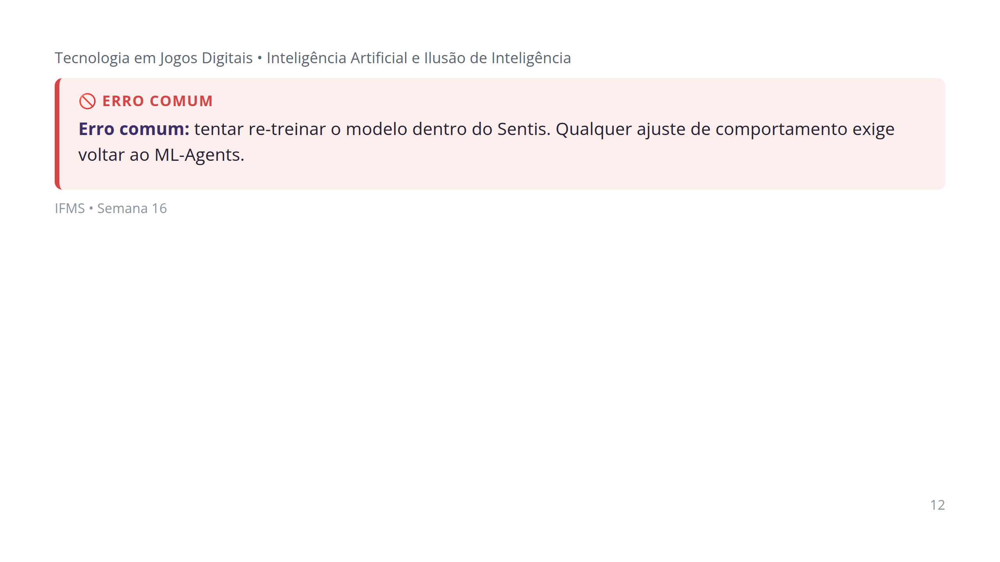 Tecnologia em Jogos Digitais • Inteligência Artificial e Ilusão de Inteligência
🚫 ERRO COMUM
Erro comum: tentar re-treinar o modelo dentro do Sentis. Qualquer ajuste de comportamento exige
voltar ao ML-Agents.
IFMS • Semana 16
12